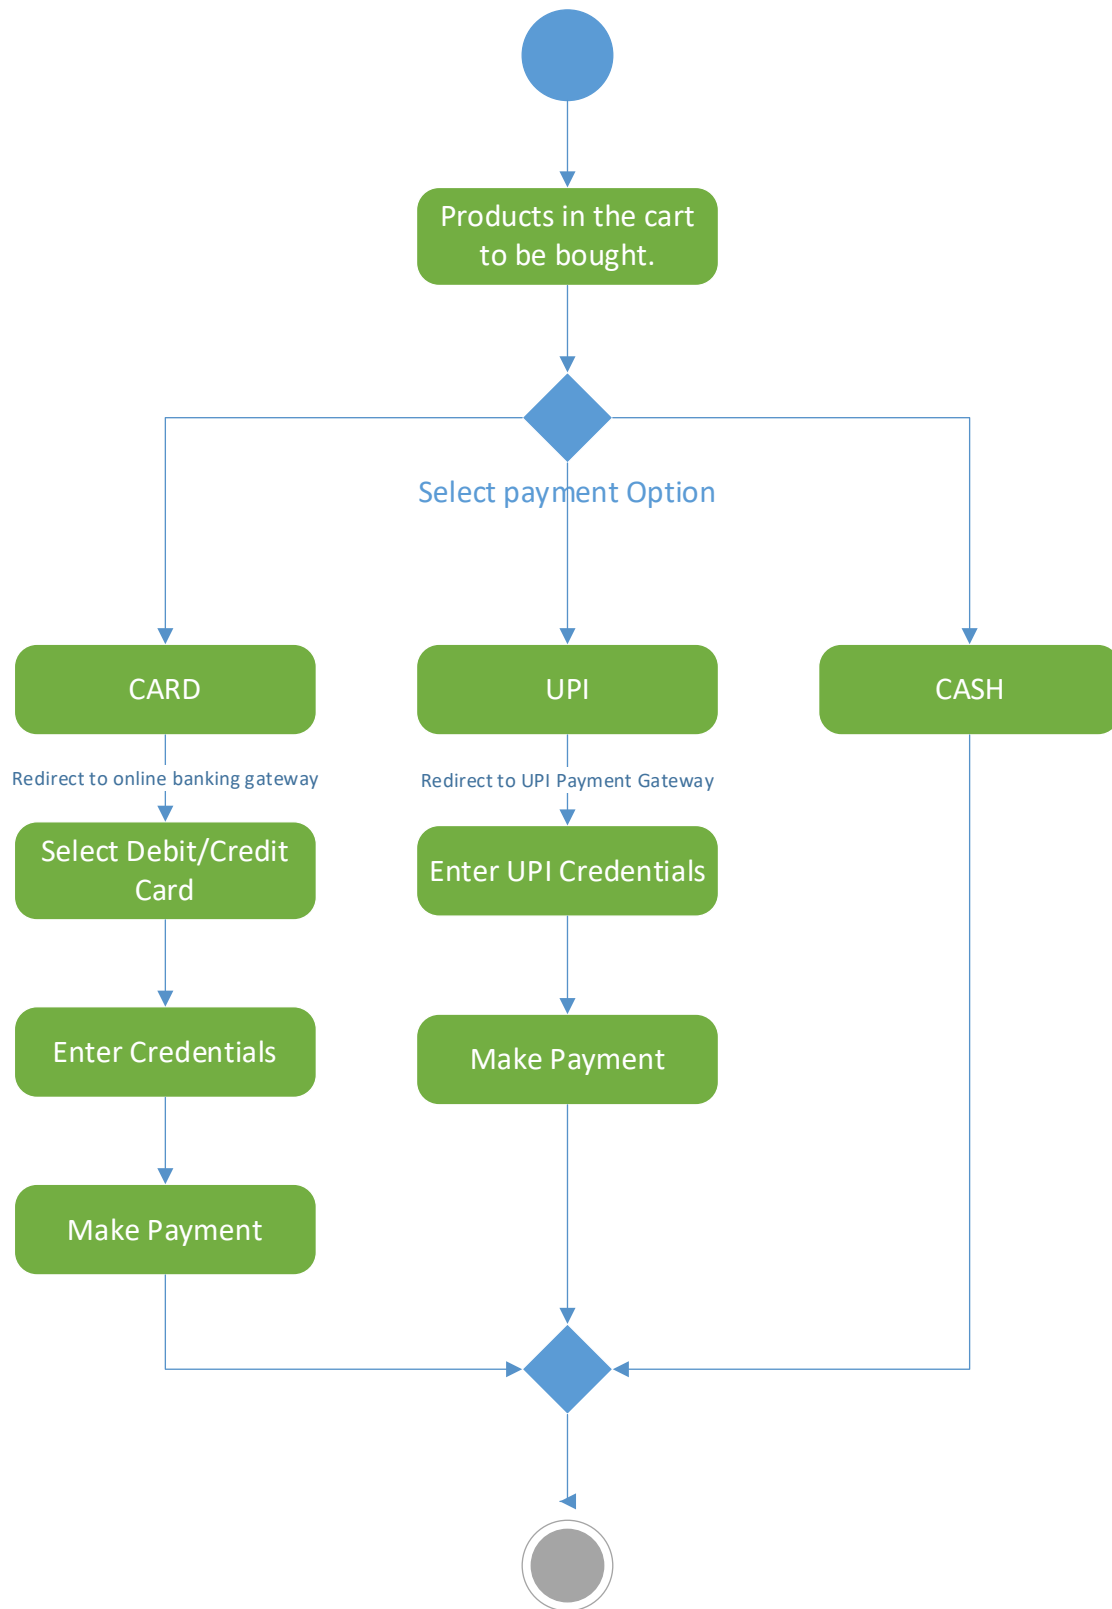 Products in the cart
to be bought.
Select payment Option
CARD
UPI
CASH
Redirect to online banking gateway
Redirect to UPI Payment Gateway
Select Debit/Credit
Card
Enter UPI Credentials
Enter Credentials
Make Payment
Make Payment